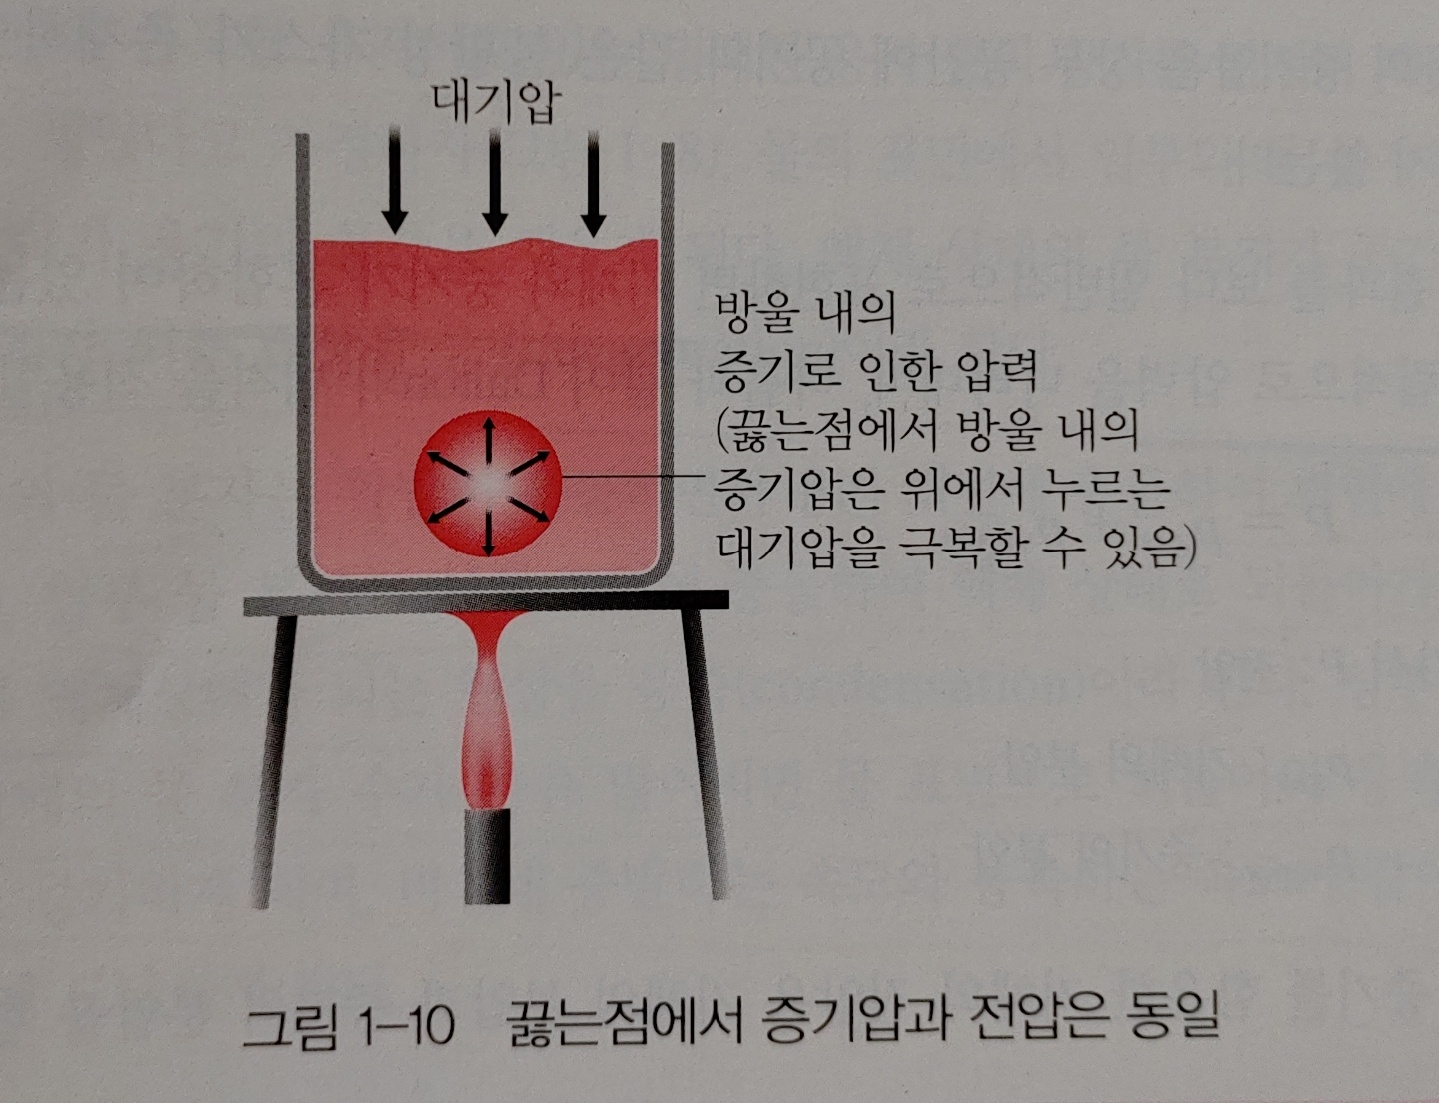 대기압
방울 내의
증기로 인한 압력
(끓는점에서 방울 내의
증기압은 위에서 누르는
대기압을 극복할 수 있음)
그림 1-10 끓는점에서 증기압과 전압은 동일